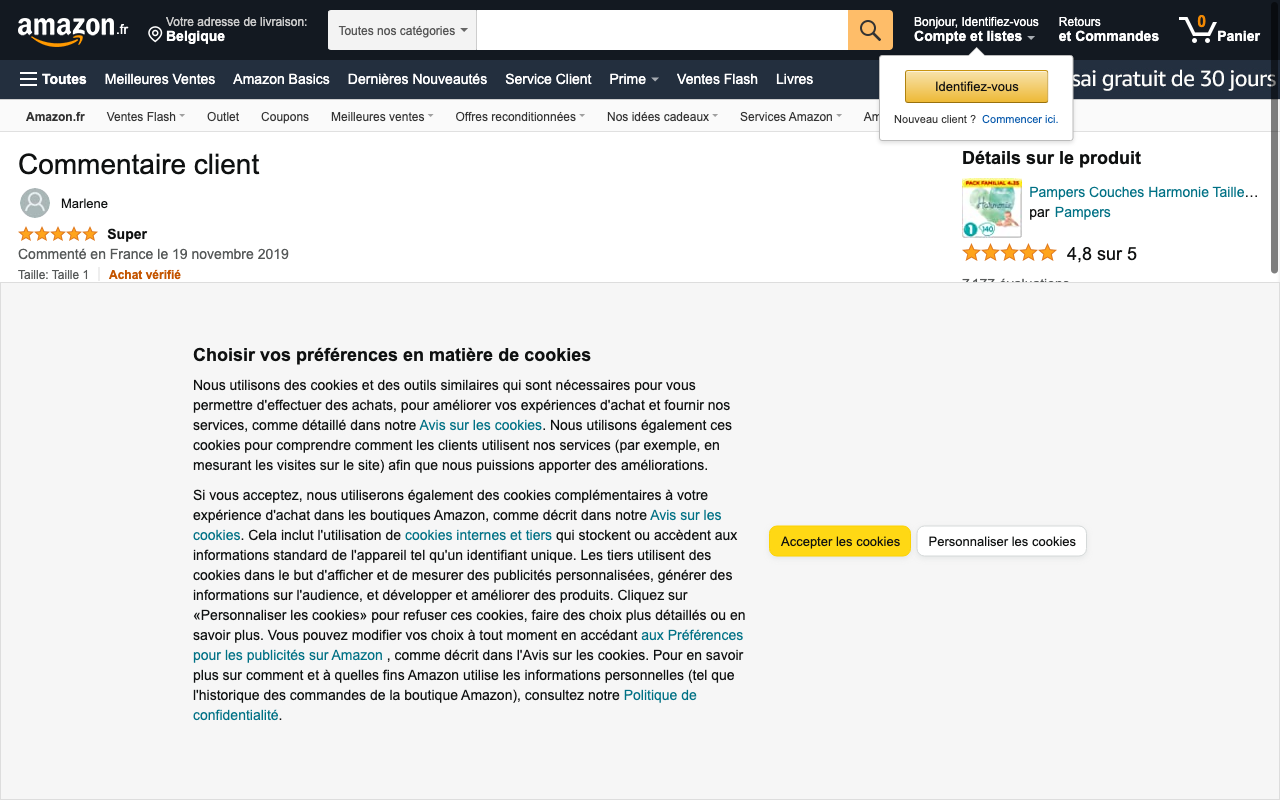 amazon.fr
Votre adresse de livraison:
Belgique
Toutes nos catégories
Bonjour, Identifiez-vous
Compte et listes
Retours
et Commandes
0
Panier
Toutes
Meilleures Ventes
Amazon Basics
Dernières Nouveautés
Service Client
Prime
Ventes Flash
Livres
sai gratuit de 30 jours
Identifiez-vous
Nouveau client ? Commencer ici.
Amazon.fr
Ventes Flash
Outlet
Coupons
Meilleures ventes
Offres reconditionnées
Nos idées cadeaux
Services Amazon
Am
Commentaire client
Marlene
Super
Commenté en France le 19 novembre 2019
Taille: Taille 1
Achat vérifié
Détails sur le produit
PACK FAMILIAL
Harmonie
1
140
Pampers Couches Harmonie Taille…
par Pampers
4,8 sur 5
Choisir vos préférences en matière de cookies
Nous utilisons des cookies et des outils similaires qui sont nécessaires pour vous
permettre d'effectuer des achats, pour améliorer vos expériences d'achat et fournir nos
services, comme détaillé dans notre Avis sur les cookies. Nous utilisons également ces
cookies pour comprendre comment les clients utilisent nos services (par exemple, en
mesurant les visites sur le site) afin que nous puissions apporter des améliorations.
Si vous acceptez, nous utiliserons également des cookies complémentaires à votre
expérience d'achat dans les boutiques Amazon, comme décrit dans notre Avis sur les
cookies. Cela inclut l'utilisation de cookies internes et tiers qui stockent ou accèdent aux
informations standard de l'appareil tel qu'un identifiant unique. Les tiers utilisent des
cookies dans le but d'afficher et de mesurer des publicités personnalisées, générer des
informations sur l'audience, et développer et améliorer des produits. Cliquez sur
«Personnaliser les cookies» pour refuser ces cookies, faire des choix plus détaillés ou en
savoir plus. Vous pouvez modifier vos choix à tout moment en accédant aux Préférences
pour les publicités sur Amazon , comme décrit dans l'Avis sur les cookies. Pour en savoir
plus sur comment et à quelles fins Amazon utilise les informations personnelles (tel que
l'historique des commandes de la boutique Amazon), consultez notre Politique de
confidentialité.
Accepter les cookies
Personnaliser les cookies